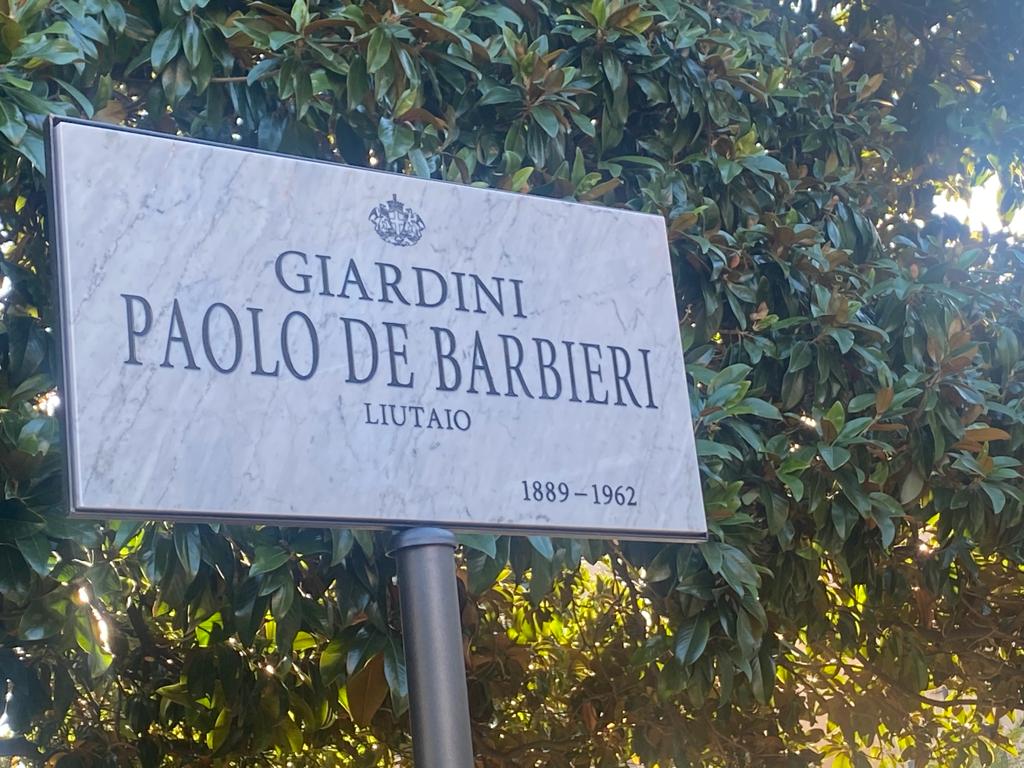 GIARDINI
PAOLO DE BARBIERI
LIUTAIO
1889–1962